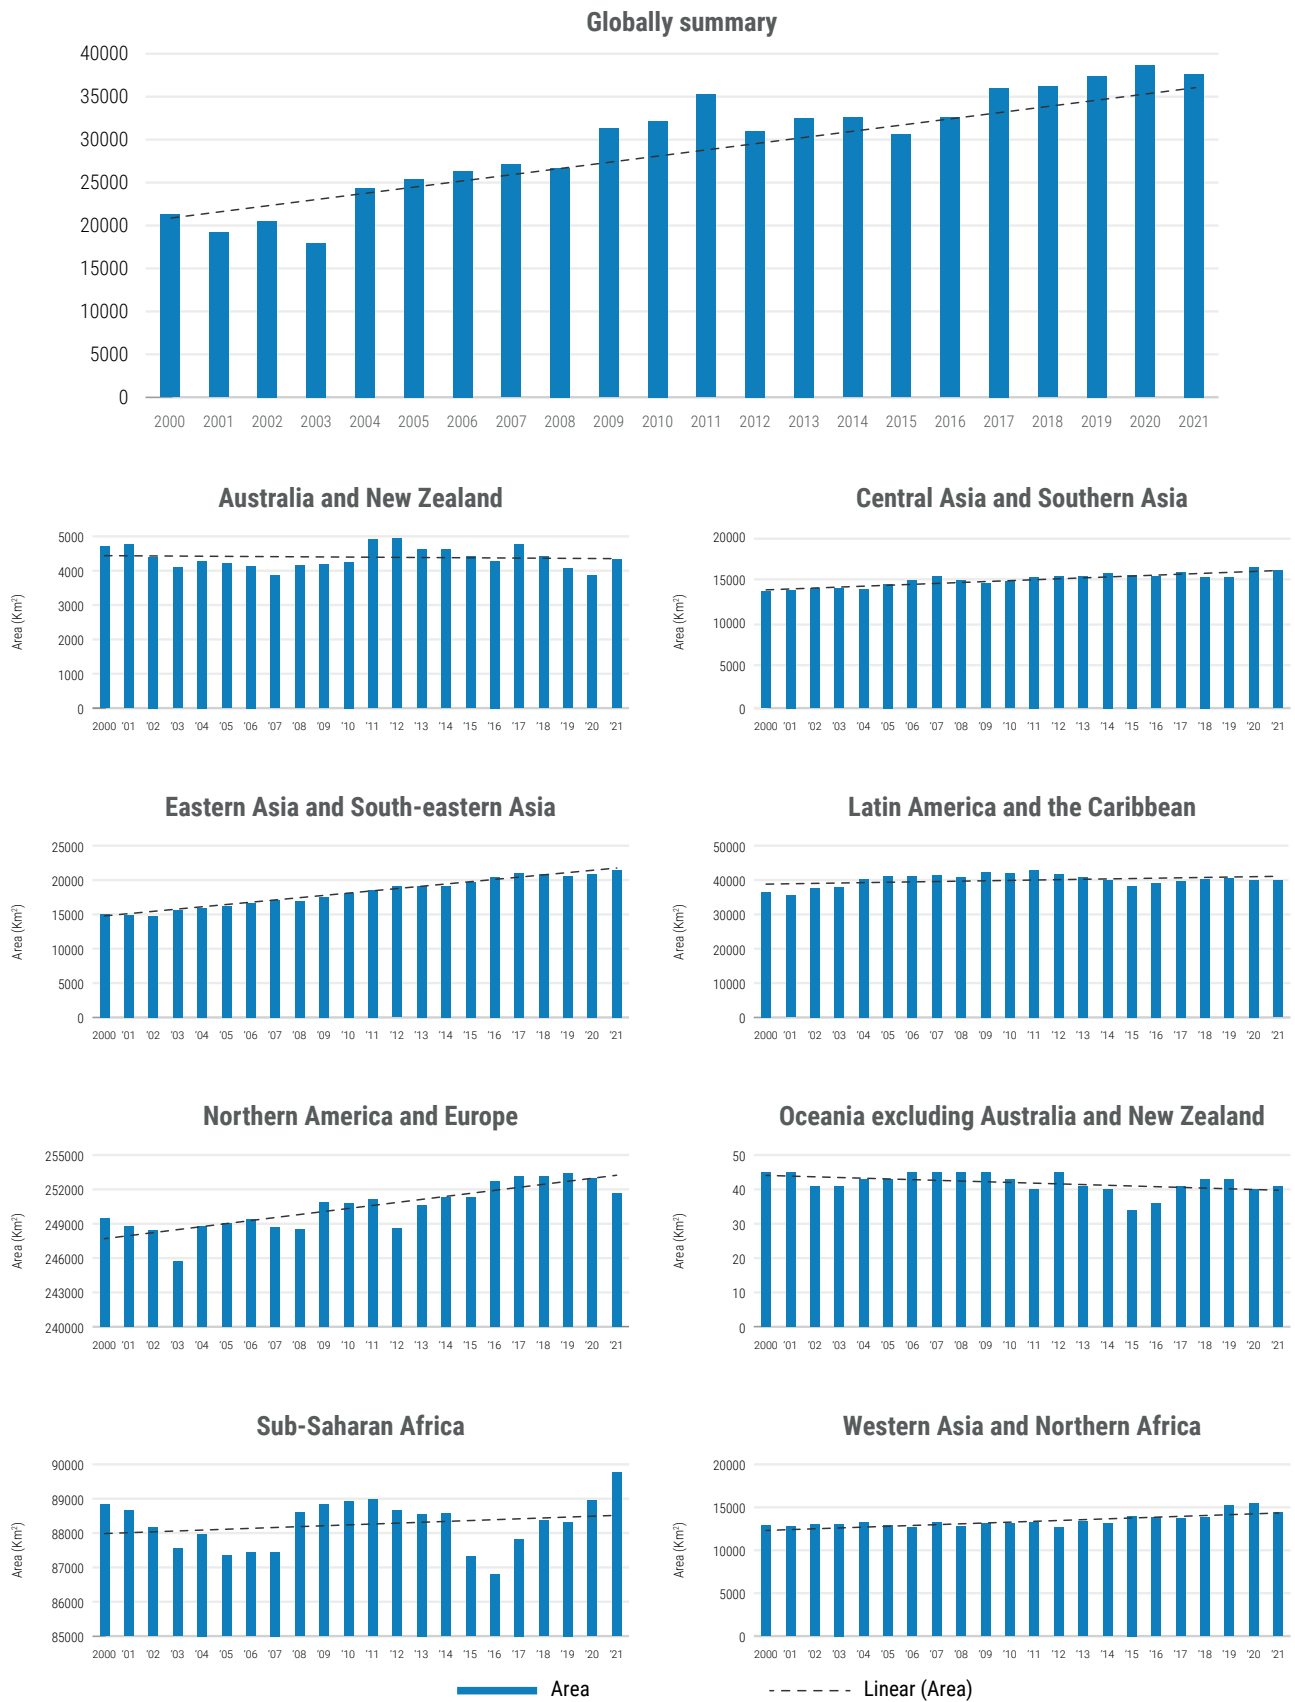 Globally summary
40000
35000
30000
25000
20000
15000
10000
5000
0
2000 2001 2002 2003 2004 2005 2006 2007 2008 2009 2010 2011 2012 2013 2014 2015 2016 2017 2018 2019 2020 2021
Australia and New Zealand
5000
4000
3000
2000
1000
0
Area (Km²)
2000 '01 '02 '03 '04 '05 '06 '07 '08 '09 '10 '11 '12 '13 '14 '15 '16 '17 '18 '19 '20 '21
Central Asia and Southern Asia
20000
15000
10000
5000
0
Area (Km²)
2000 '01 '02 '03 '04 '05 '06 '07 '08 '09 '10 '11 '12 '13 '14 '15 '16 '17 '18 '19 '20 '21
Eastern Asia and South-eastern Asia
25000
20000
15000
10000
5000
0
Area (Km²)
2000 '01 '02 '03 '04 '05 '06 '07 '08 '09 '10 '11 '12 '13 '14 '15 '16 '17 '18 '19 '20 '21
Latin America and the Caribbean
50000
40000
30000
20000
10000
0
Area (Km²)
2000 '01 '02 '03 '04 '05 '06 '07 '08 '09 '10 '11 '12 '13 '14 '15 '16 '17 '18 '19 '20 '21
Northern America and Europe
255000
252000
249000
246000
243000
240000
Area (Km²)
2000 '01 '02 '03 '04 '05 '06 '07 '08 '09 '10 '11 '12 '13 '14 '15 '16 '17 '18 '19 '20 '21
Oceania excluding Australia and New Zealand
50
40
30
20
10
0
Area (Km²)
2000 '01 '02 '03 '04 '05 '06 '07 '08 '09 '10 '11 '12 '13 '14 '15 '16 '17 '18 '19 '20 '21
Sub-Saharan Africa
90000
89000
88000
87000
86000
85000
Area (Km²)
2000 '01 '02 '03 '04 '05 '06 '07 '08 '09 '10 '11 '12 '13 '14 '15 '16 '17 '18 '19 '20 '21
Western Asia and Northern Africa
20000
15000
10000
5000
0
Area (Km²)
2000 '01 '02 '03 '04 '05 '06 '07 '08 '09 '10 '11 '12 '13 '14 '15 '16 '17 '18 '19 '20 '21
Area
Linear (Area)